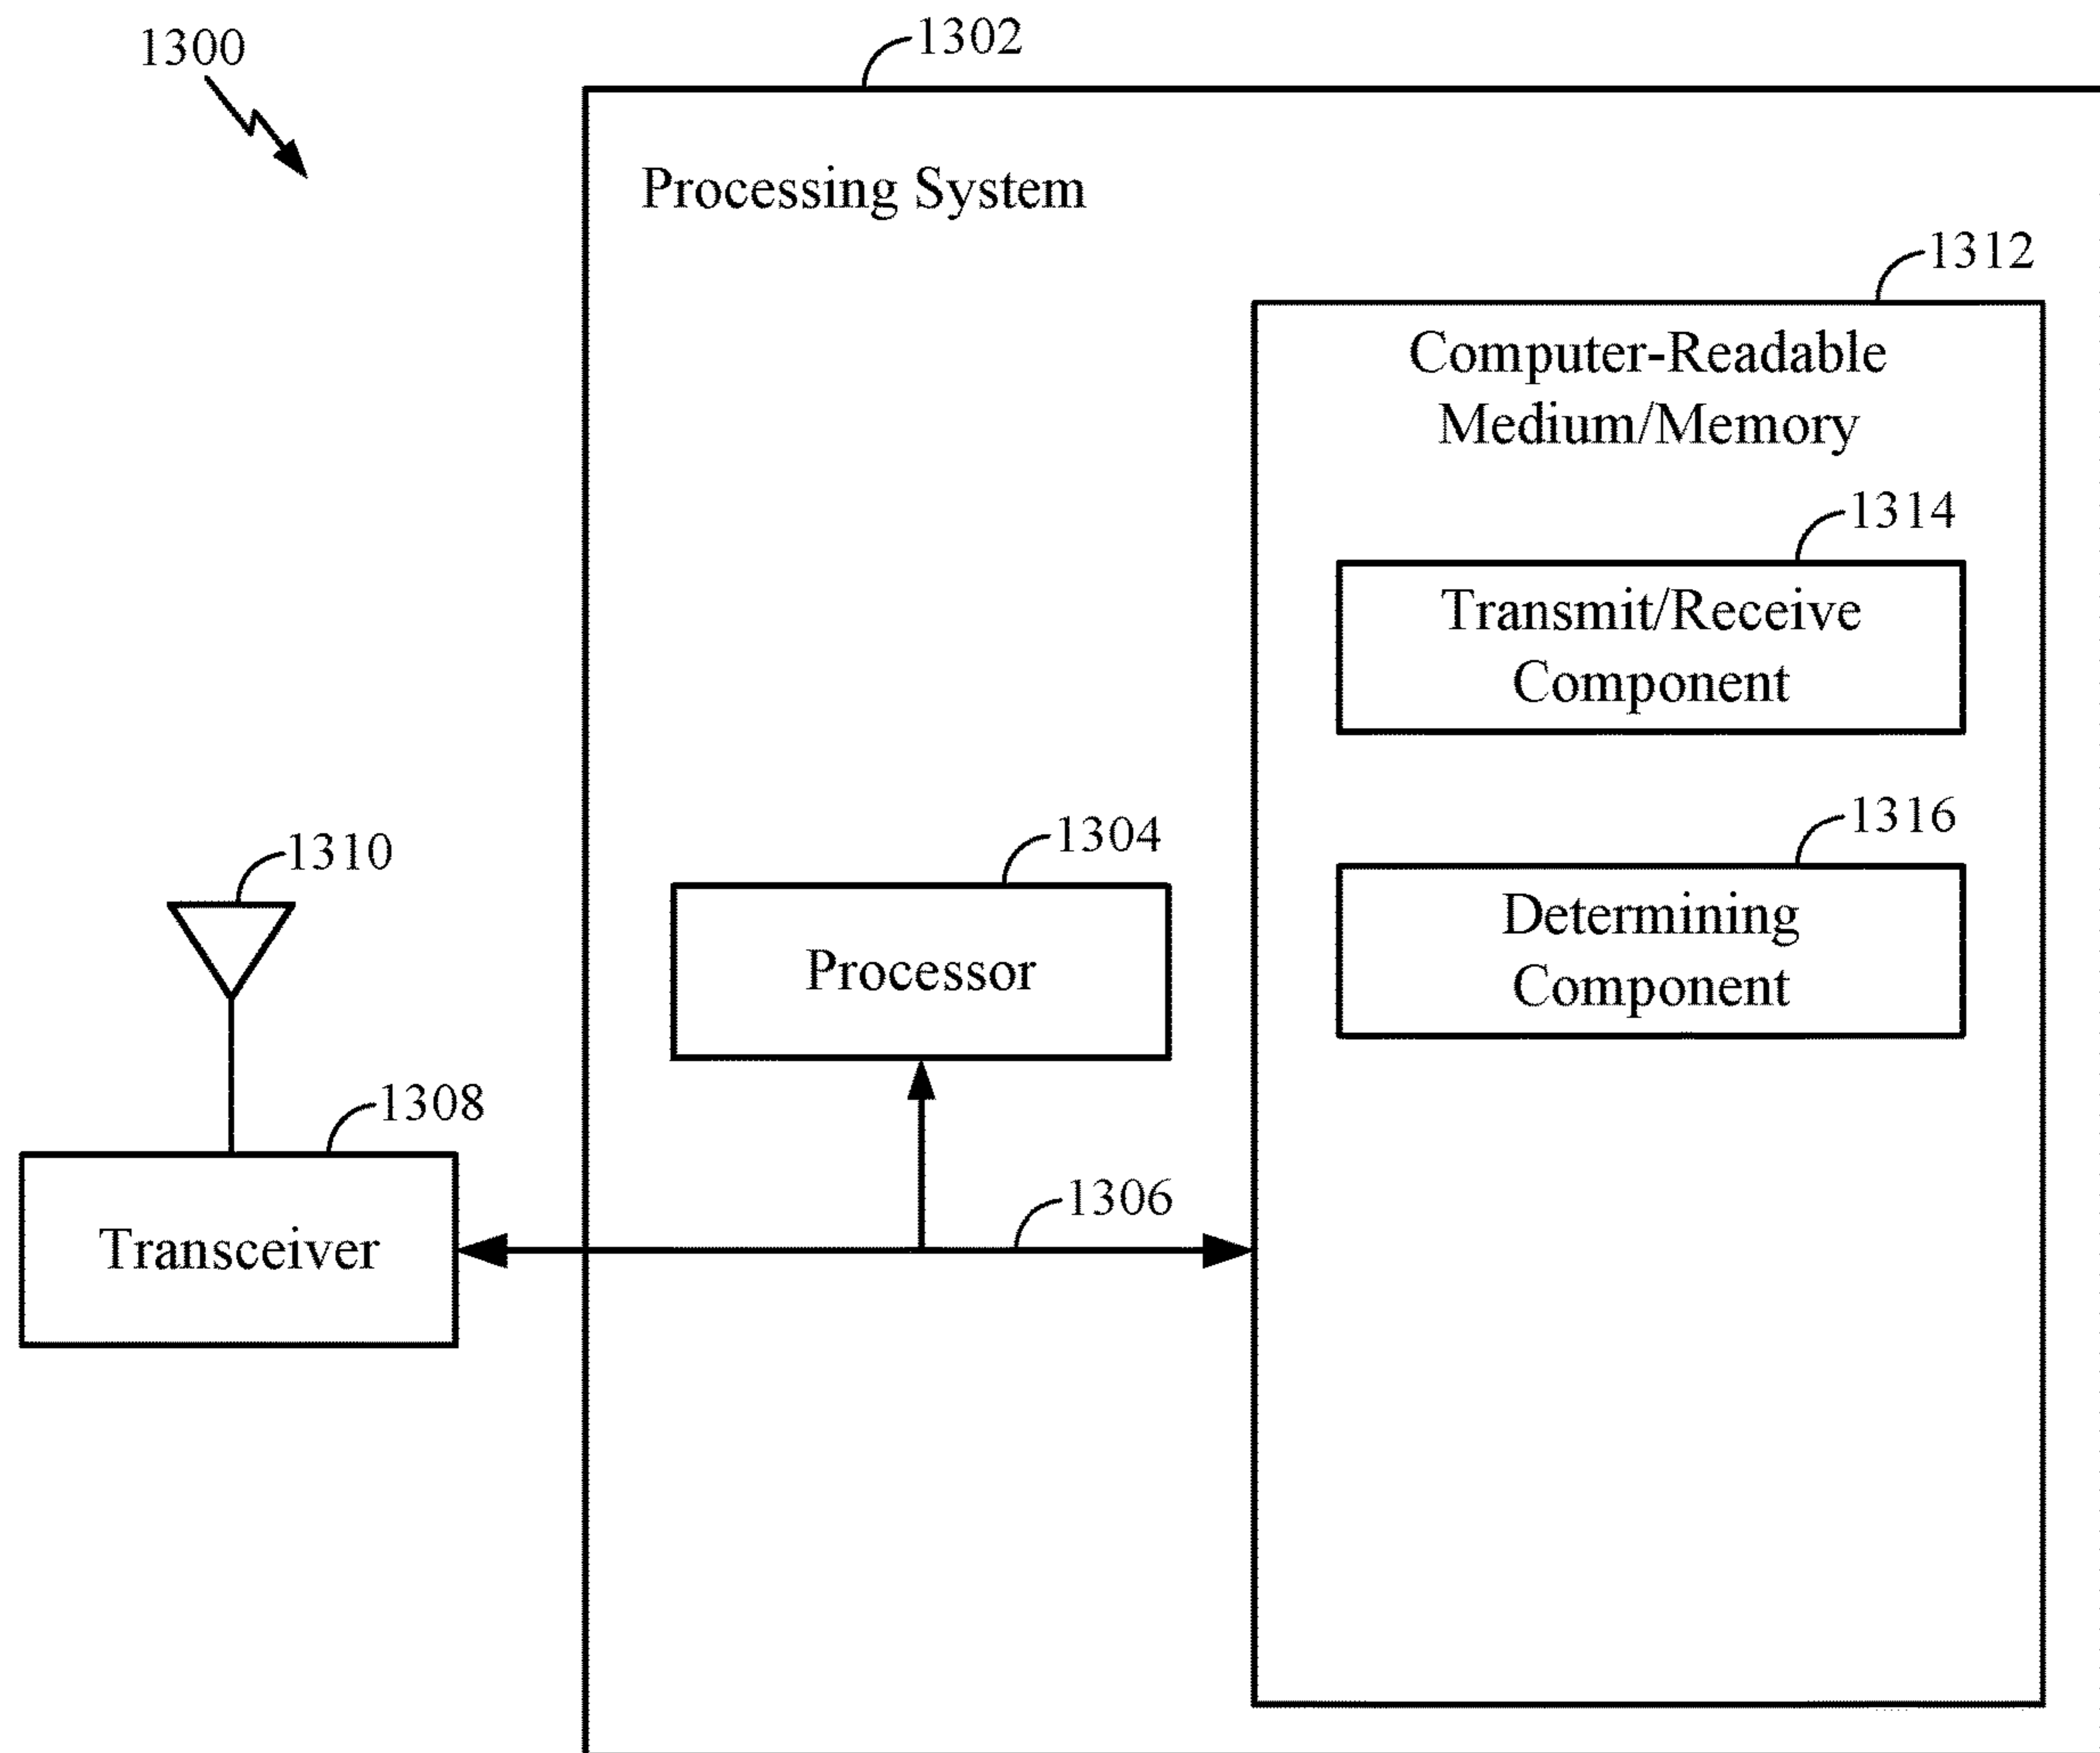 1300
1302
Processing System
1312
Computer-Readable
Medium/Memory
1314
Transmit/Receive
Component
1316
Determining
Component
1304
Processor
1310
1308
Transceiver
1306